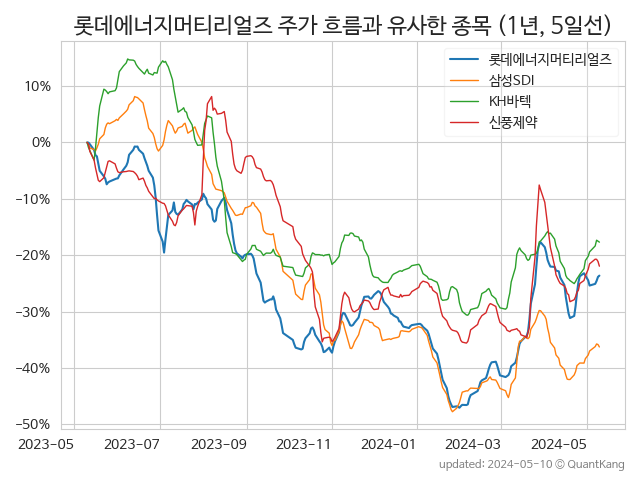 롯데에너지머티리얼즈 주가 흐름과 유사한 종목 (1년, 5일선)
롯데에너지머티리얼즈
삼성SDI
KH바텍
신풍제약
10%
0%
−10%
−20%
−30%
−40%
−50%
2023-05
2023-07
2023-09
2023-11
2024-01
2024-03
2024-05
updated: 2024-05-10 © QuantKang